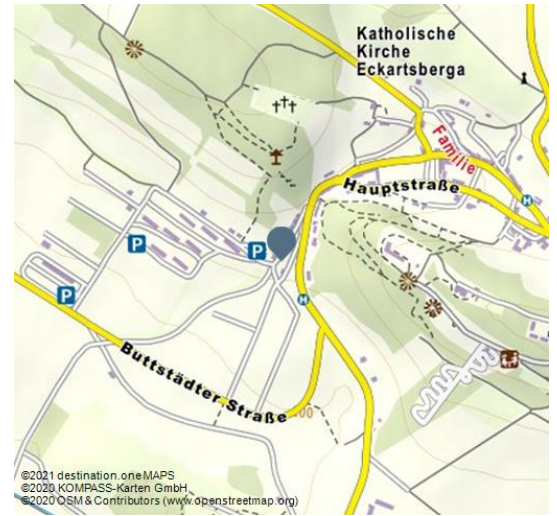 Katholische
Kirche
Eckartsberga
Familie
Hauptstraße
H
P
P
H
P
Buttstädter Straße
©2021 destination.one MAPS
©2020 KOMPASS-Karten GmbH
©2020 OSM & Contributors (www.openstreetmap.org)